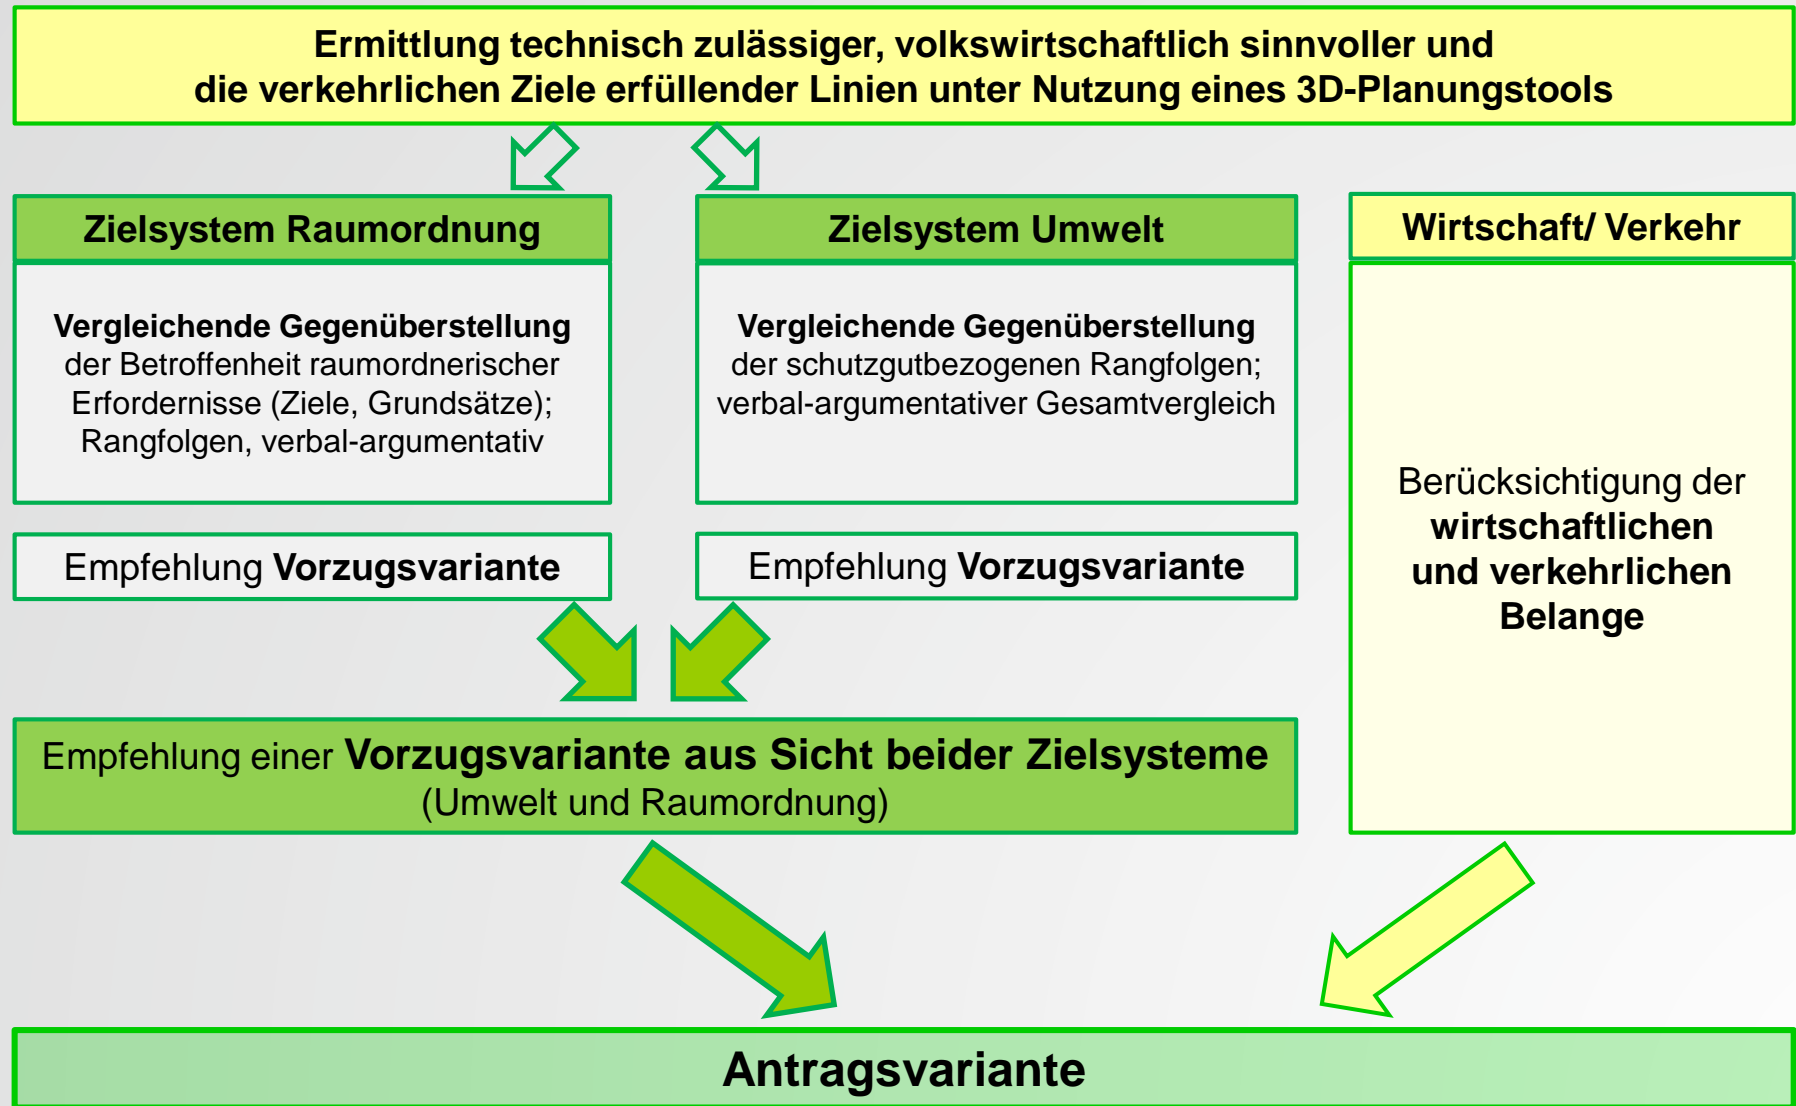 Ermittlung technisch zulässiger, volkswirtschaftlich sinnvoller und
die verkehrlichen Ziele erfüllender Linien unter Nutzung eines 3D-Planungstools
Zielsystem Raumordnung
Vergleichende Gegenüberstellung
der Betroffenheit raumordnerischer
Erfordernisse (Ziele, Grundsätze);
Rangfolgen, verbal-argumentativ
Empfehlung Vorzugsvariante
Zielsystem Umwelt
Vergleichende Gegenüberstellung
der schutzgutbezogenen Rangfolgen;
verbal-argumentativer Gesamtvergleich
Empfehlung Vorzugsvariante
Wirtschaft/ Verkehr
Berücksichtigung der
wirtschaftlichen
und verkehrlichen
Belange
Empfehlung einer Vorzugsvariante aus Sicht beider Zielsysteme
(Umwelt und Raumordnung)
Antragsvariante